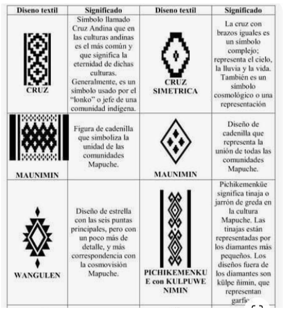 Diseno textil
Significado
Diseno textil
Significado
CRUZ
Simbolo llamado
Cruz Andina que en
las culturas andinas
es el más común y
que significa la
eternidad de dichas
culturas.
Generalmente, es un
símbolo usado por el
"lonko" o jefe de una
comunidad indígena.
CRUZ
SIMETRICA
La cruz con
brazos iguales es
un símbolo
complejo;
representa el cielo,
la lluvia y la vida.
También es un
símbolo
cosmológico o una
representación
MAUNIMIN
Figura de cadenilla
que simboliza la
unidad de las
comunidades
Mapuche.
MAUNIMIN
Diseño de
cadenilla que
representa la
unión de todas las
comunidades
Mapuche.
WANGULEN
Diseño de estrella
con las seis puntas
principales, pero con
un poco más de
detalle, y más
correspondencia con
la cosmovisión
Mapuche.
PICHIKEMENKU
E con KULPUWE
NIMIN
Pichikemenküe
significa tinaja o
jarrón de greda en
la cultura
Mapuche. Las
tinajas están
representadas por
los diamantes más
pequeños. Los
diseños fuera de
los diamantes son
külpe ñimin, que
representan